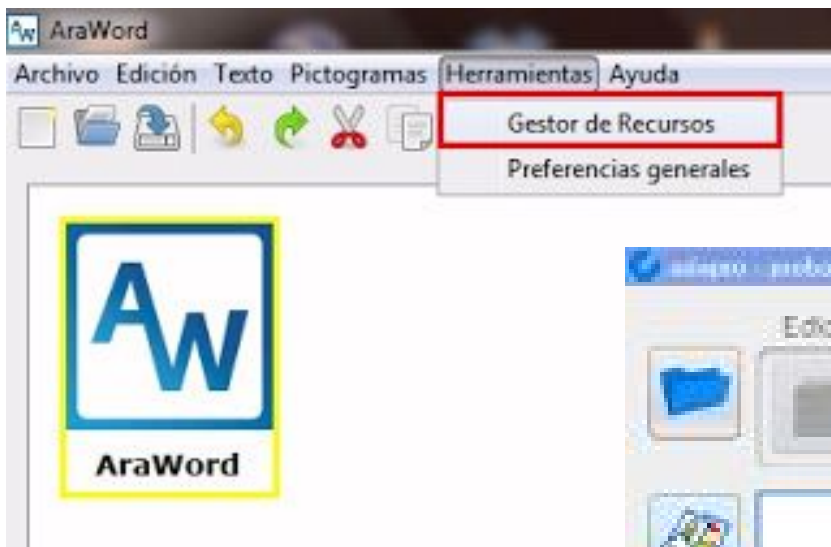 AraWord
Archivo Edición Texto Pictogramas Herramientas Ayuda
Gestor de Recursos
Preferencias generales
AW
AraWord